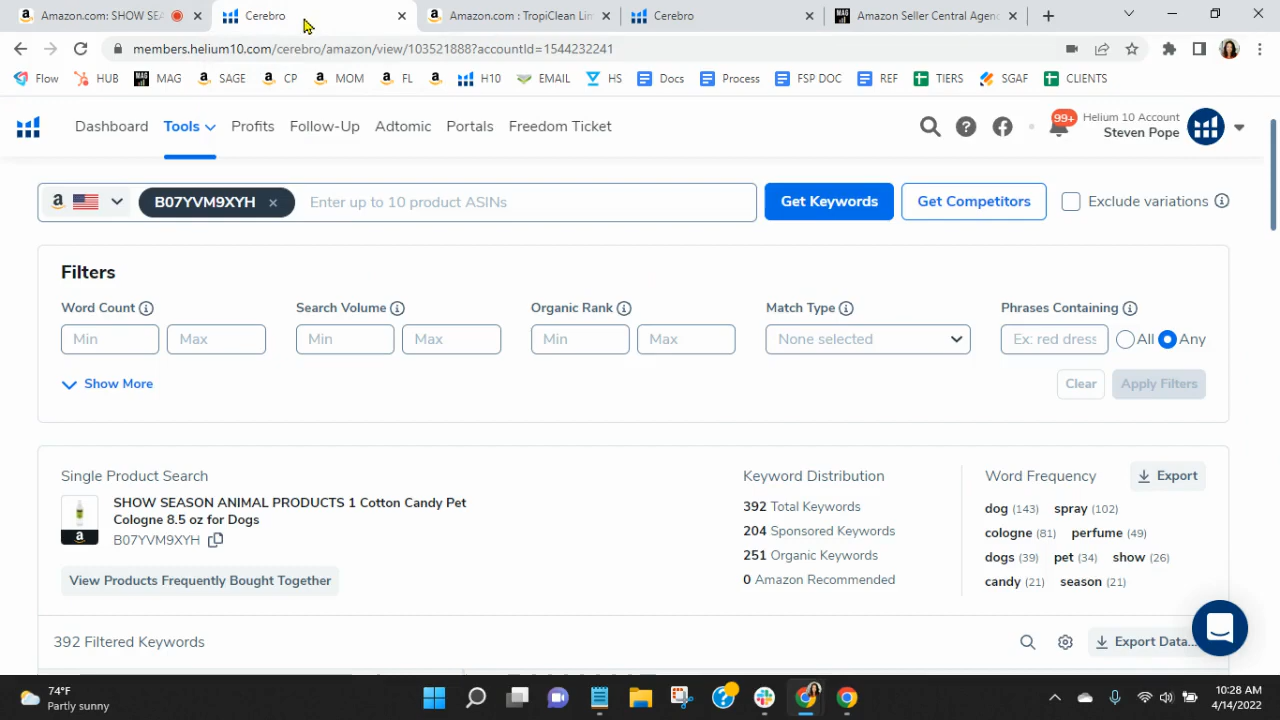 Amazon.com: SHOW SEA
Cerebro
Amazon.com : TropiClean Lim
Cerebro
Amazon Seller Central Agenc
members.helium10.com/cerebro/amazon/view/103521888?accountId=1544232241
Flow
HUB
MAG
SAGE
CP
MOM
FL
H10
EMAIL
HS
Docs
Process
FSP DOC
REF
TIERS
SGAF
CLIENTS
Dashboard
Tools
Profits
Follow-Up
Adtomic
Portals
Freedom Ticket
99+
Helium 10 Account
Steven Pope
B07YVM9XYH
Enter up to 10 product ASINs
Get Keywords
Get Competitors
Exclude variations
Filters
Word Count
Search Volume
Organic Rank
Match Type
Phrases Containing
Min
Max
Min
Max
Min
Max
None selected
Ex: red dress
All
Any
Show More
Clear
Apply Filters
Single Product Search
SHOW SEASON ANIMAL PRODUCTS 1 Cotton Candy Pet
Cologne 8.5 oz for Dogs
B07YVM9XYH
View Products Frequently Bought Together
Keyword Distribution
392 Total Keywords
204 Sponsored Keywords
251 Organic Keywords
0 Amazon Recommended
Word Frequency
Export
dog (143) spray (102)
cologne (81) perfume (49)
dogs (39) pet (34) show (26)
candy (21) season (21)
392 Filtered Keywords
Export Data...
74°F
Partly sunny
10:28 AM
4/14/2022